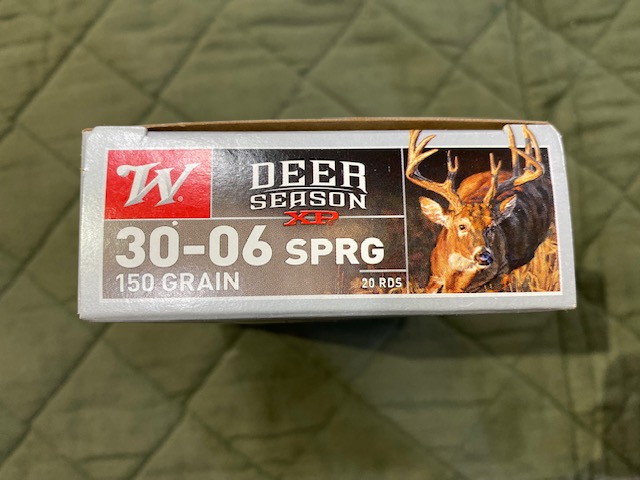 W
DEER
SEASON
XP
30-06 SPRG
150 GRAIN
20 RDS